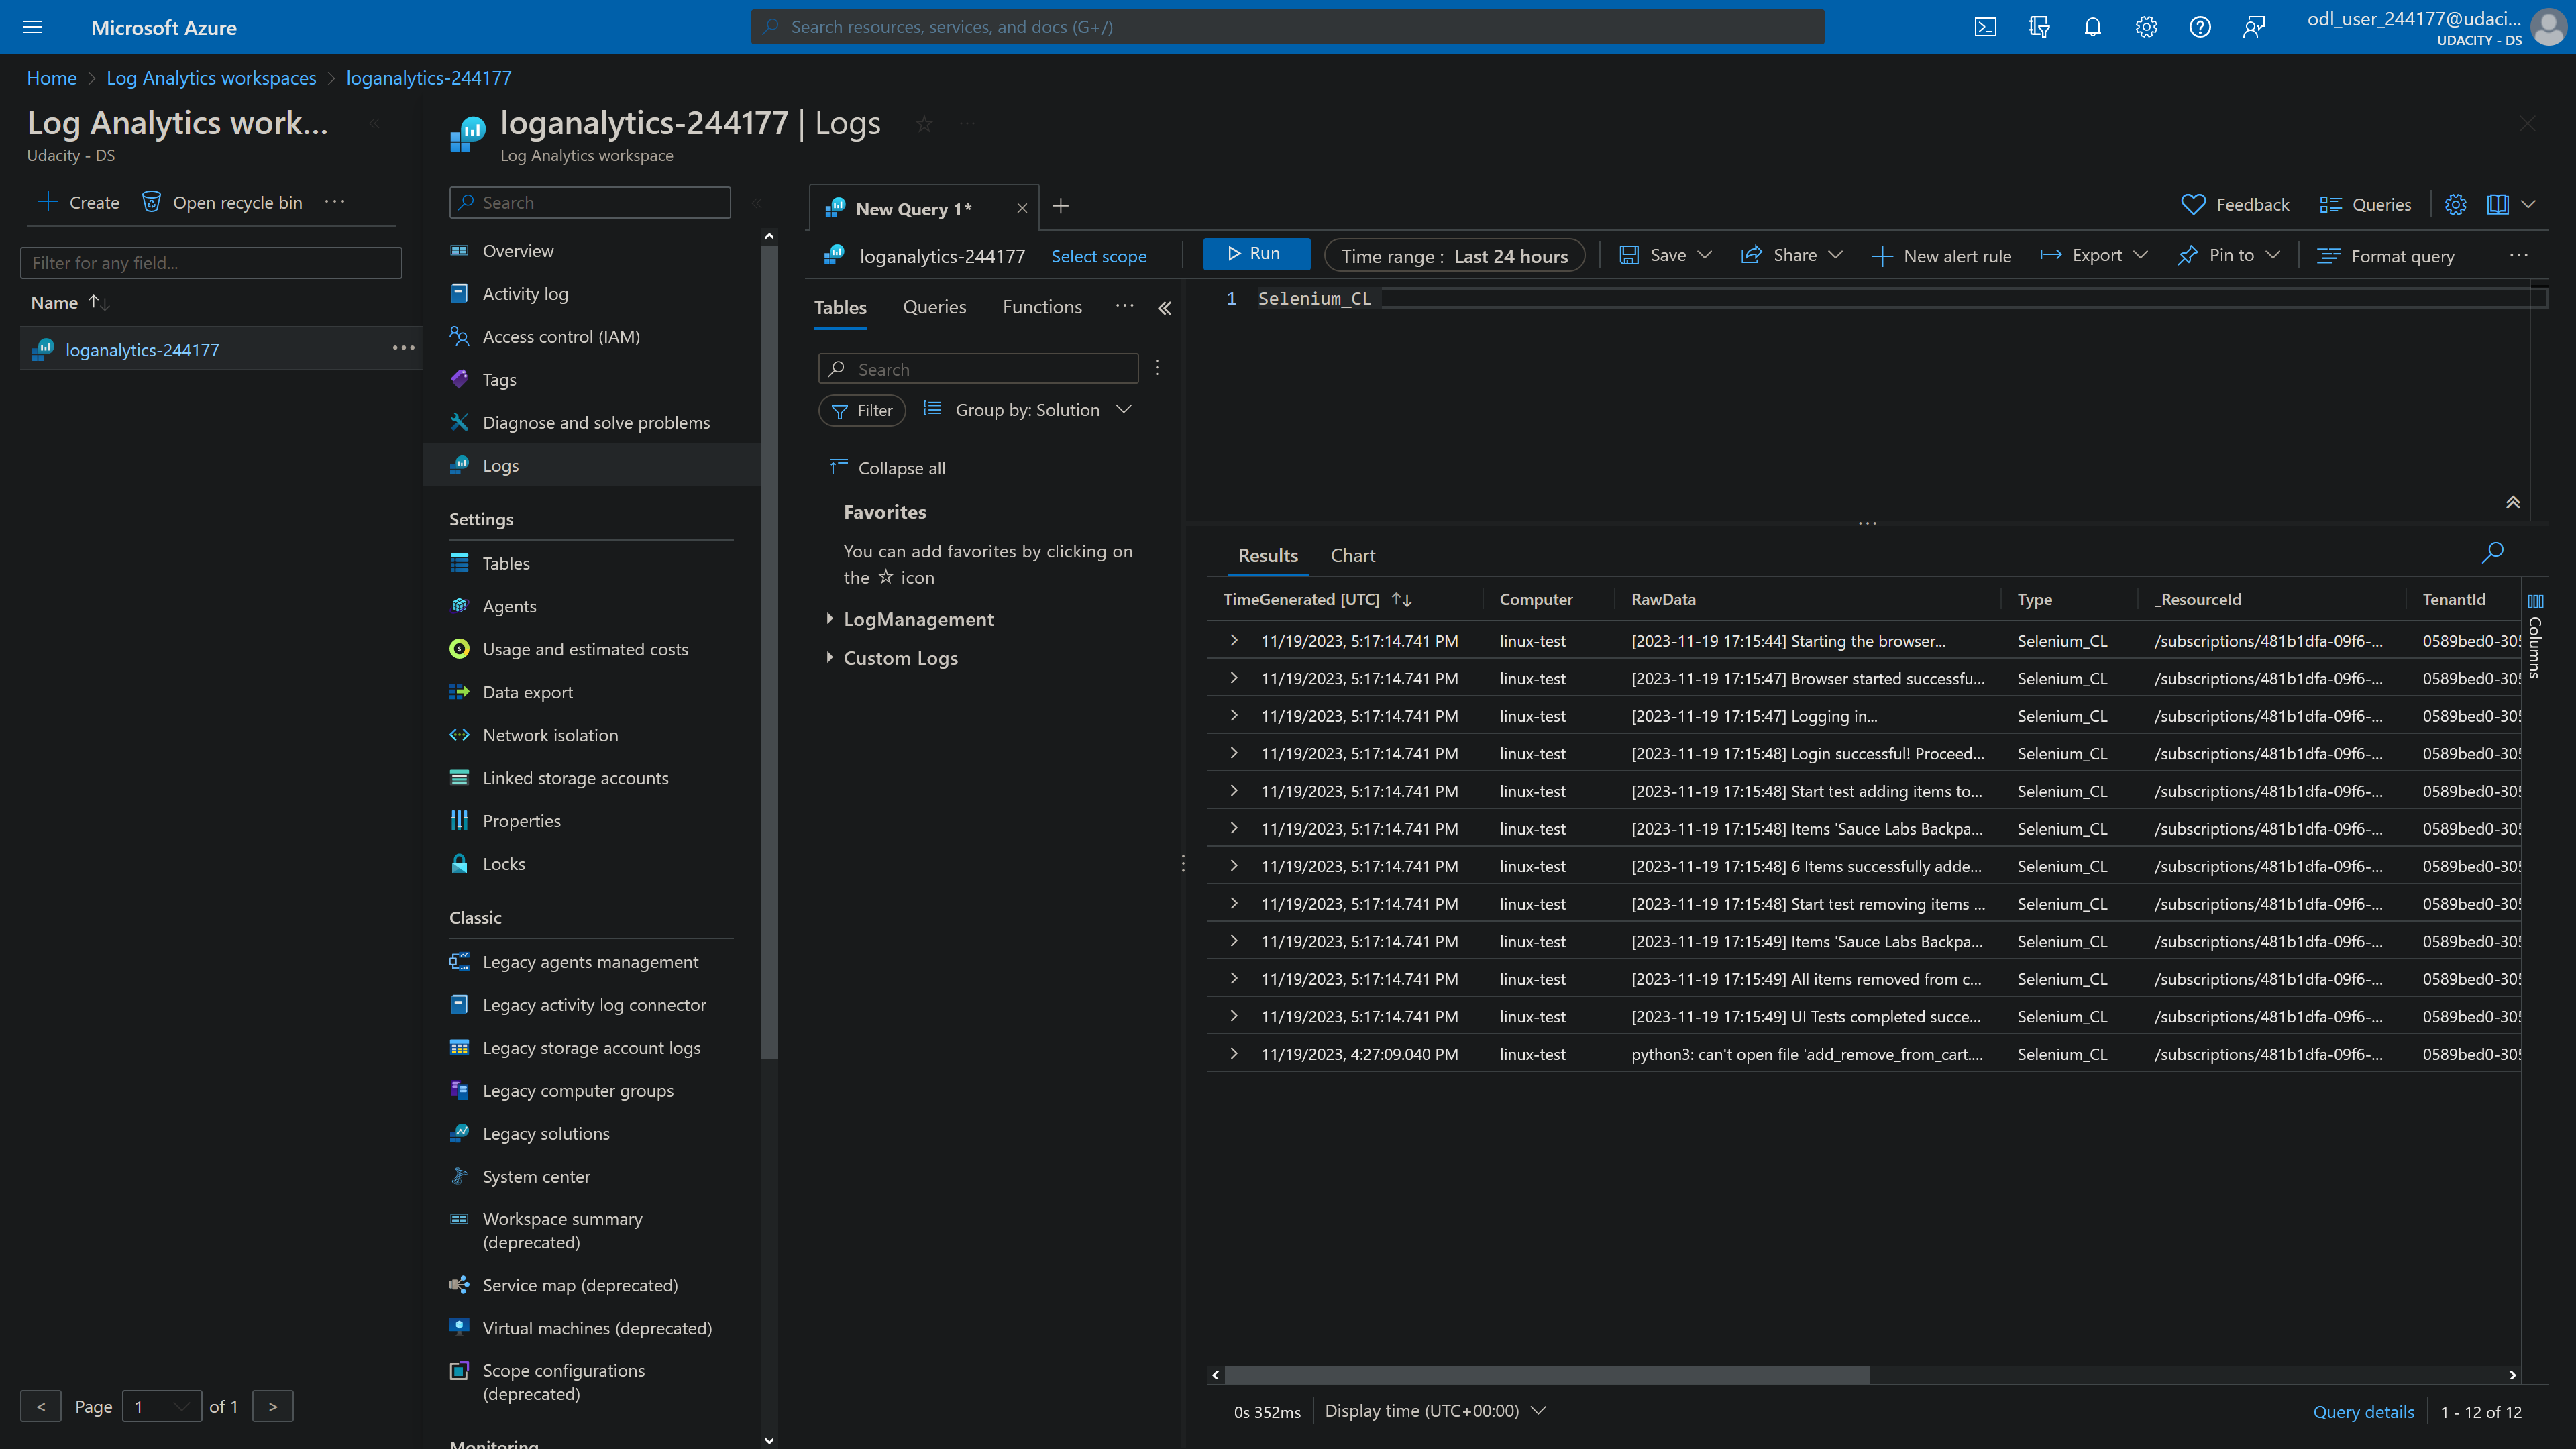 Microsoft Azure
Search resources, services, and docs (G+/)
odl_user_244177@udaci...
UDACITY - DS
Home > Log Analytics workspaces > loganalytics-244177
Log Analytics work...
Udacity - DS
Create
Open recycle bin
Filter for any field...
Name
loganalytics-244177
< Page 1 of 1 >
loganalytics-244177 | Logs
Log Analytics workspace
Search
Overview
Activity log
Access control (IAM)
Tags
Diagnose and solve problems
Logs
Settings
Tables
Agents
Usage and estimated costs
Data export
Network isolation
Linked storage accounts
Properties
Locks
Classic
Legacy agents management
Legacy activity log connector
Legacy storage account logs
Legacy computer groups
Legacy solutions
System center
Workspace summary
(deprecated)
Service map (deprecated)
Virtual machines (deprecated)
Scope configurations
(deprecated)
Monitoring
New Query 1*
Feedback
Queries
loganalytics-244177
Select scope
Run
Time range : Last 24 hours
Save
Share
New alert rule
Export
Pin to
Format query
Tables
Queries
Functions
Search
Filter
Group by: Solution
Collapse all
Favorites
You can add favorites by clicking on
the ☆ icon
LogManagement
Custom Logs
1 Selenium_CL
Results
Chart
TimeGenerated [UTC] Computer RawData Type _ResourceId TenantId
11/19/2023, 5:17:14.741 PM linux-test [2023-11-19 17:15:44] Starting the browser... Selenium_CL /subscriptions/481b1dfa-09f6-... 0589bed0-305
11/19/2023, 5:17:14.741 PM linux-test [2023-11-19 17:15:47] Browser started successfu... Selenium_CL /subscriptions/481b1dfa-09f6-... 0589bed0-305
11/19/2023, 5:17:14.741 PM linux-test [2023-11-19 17:15:47] Logging in... Selenium_CL /subscriptions/481b1dfa-09f6-... 0589bed0-305
11/19/2023, 5:17:14.741 PM linux-test [2023-11-19 17:15:48] Login successful! Proceed... Selenium_CL /subscriptions/481b1dfa-09f6-... 0589bed0-305
11/19/2023, 5:17:14.741 PM linux-test [2023-11-19 17:15:48] Start test adding items to... Selenium_CL /subscriptions/481b1dfa-09f6-... 0589bed0-305
11/19/2023, 5:17:14.741 PM linux-test [2023-11-19 17:15:48] Items 'Sauce Labs Backpa... Selenium_CL /subscriptions/481b1dfa-09f6-... 0589bed0-305
11/19/2023, 5:17:14.741 PM linux-test [2023-11-19 17:15:48] 6 Items successfully adde... Selenium_CL /subscriptions/481b1dfa-09f6-... 0589bed0-305
11/19/2023, 5:17:14.741 PM linux-test [2023-11-19 17:15:48] Start test removing items ... Selenium_CL /subscriptions/481b1dfa-09f6-... 0589bed0-305
11/19/2023, 5:17:14.741 PM linux-test [2023-11-19 17:15:49] Items 'Sauce Labs Backpa... Selenium_CL /subscriptions/481b1dfa-09f6-... 0589bed0-305
11/19/2023, 5:17:14.741 PM linux-test [2023-11-19 17:15:49] All items removed from c... Selenium_CL /subscriptions/481b1dfa-09f6-... 0589bed0-305
11/19/2023, 5:17:14.741 PM linux-test [2023-11-19 17:15:49] UI Tests completed succe... Selenium_CL /subscriptions/481b1dfa-09f6-... 0589bed0-305
11/19/2023, 4:27:09.040 PM linux-test python3: can't open file 'add_remove_from_cart.... Selenium_CL /subscriptions/481b1dfa-09f6-... 0589bed0-305
Columns
0s 352ms
Display time (UTC+00:00)
Query details
1 - 12 of 12